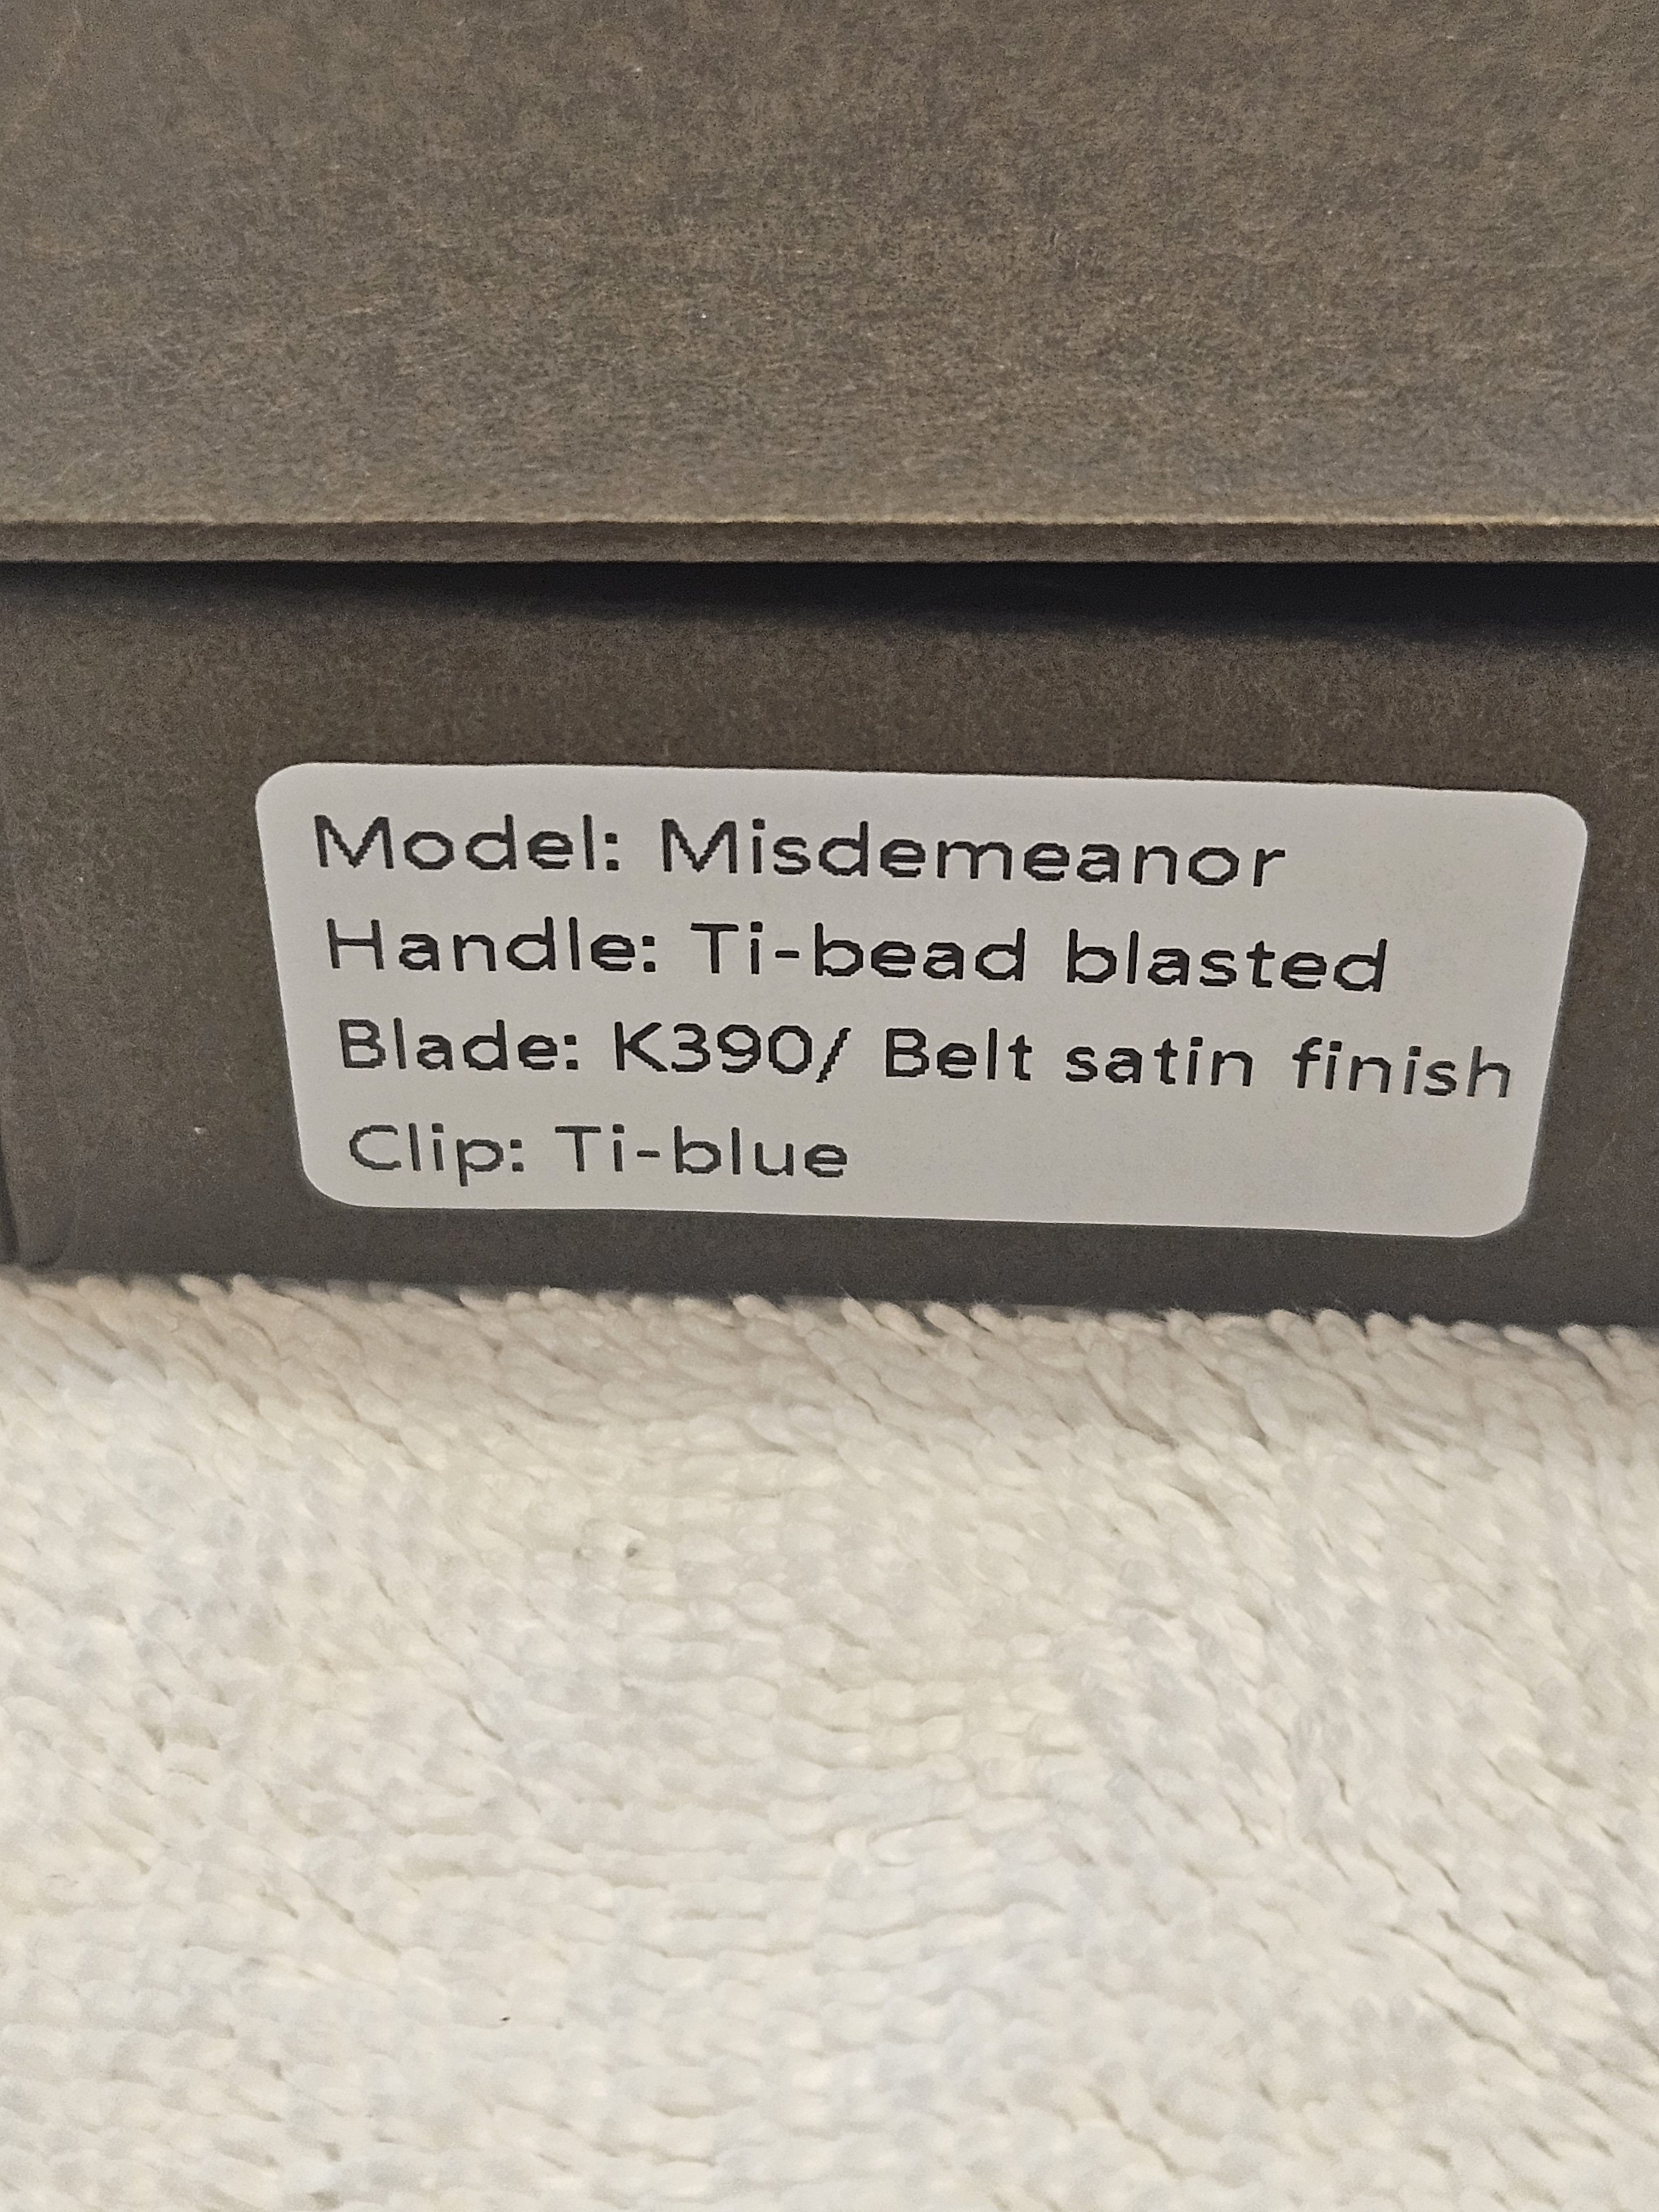 Model: Misdemeanor
Handle: Ti-bead blasted
Blade: K390/ Belt satin finish
Clip: Ti-blue